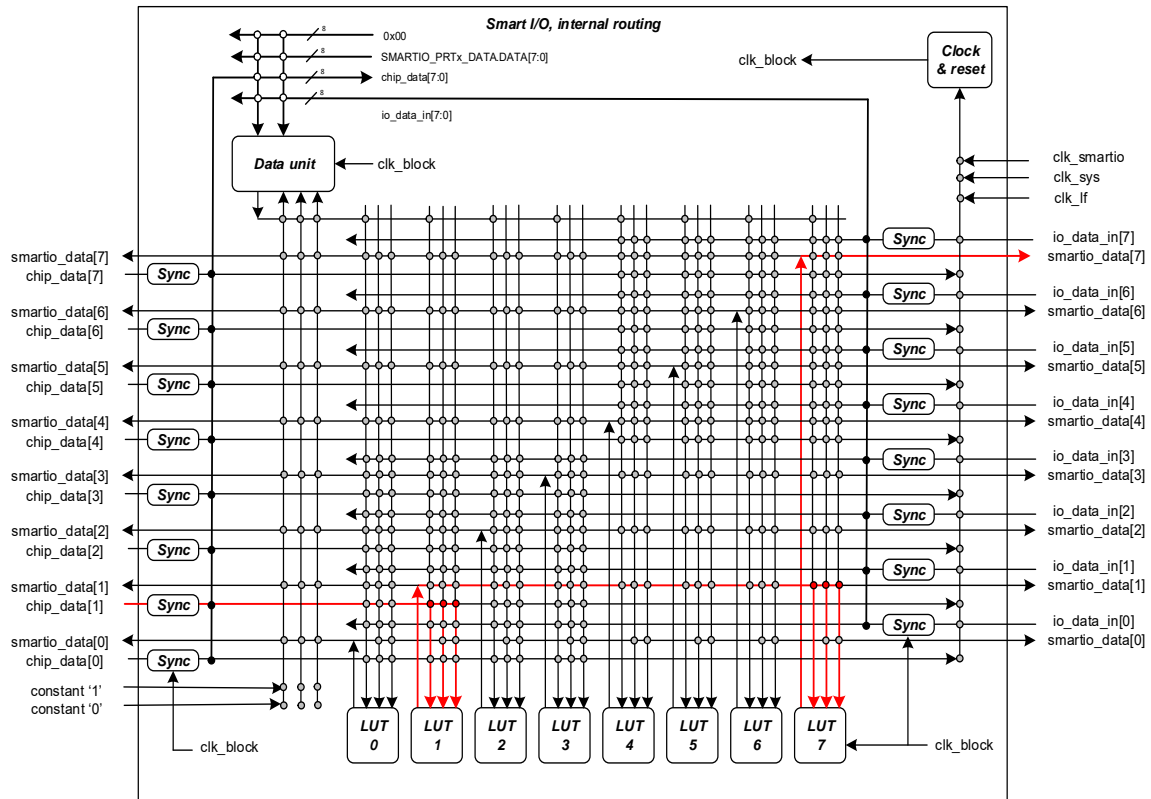 Smart I/O, internal routing
8
0x00
8
SMARTIO_PRTx_DATA.DATA[7:0]
8
chip_data[7:0]
8
io_data_in[7:0]
clk_block
Clock
& reset
Data unit
clk_block
clk_smartio
clk_sys
clk_lf
smartio_data[7]
chip_data[7]
Sync
Sync
io_data_in[7]
smartio_data[7]
smartio_data[6]
chip_data[6]
Sync
Sync
io_data_in[6]
smartio_data[6]
smartio_data[5]
chip_data[5]
Sync
Sync
io_data_in[5]
smartio_data[5]
smartio_data[4]
chip_data[4]
Sync
Sync
io_data_in[4]
smartio_data[4]
smartio_data[3]
chip_data[3]
Sync
Sync
io_data_in[3]
smartio_data[3]
smartio_data[2]
chip_data[2]
Sync
Sync
io_data_in[2]
smartio_data[2]
smartio_data[1]
chip_data[1]
Sync
Sync
io_data_in[1]
smartio_data[1]
smartio_data[0]
chip_data[0]
Sync
Sync
io_data_in[0]
smartio_data[0]
constant '1'
constant '0'
clk_block
LUT
0
LUT
1
LUT
2
LUT
3
LUT
4
LUT
5
LUT
6
LUT
7
clk_block